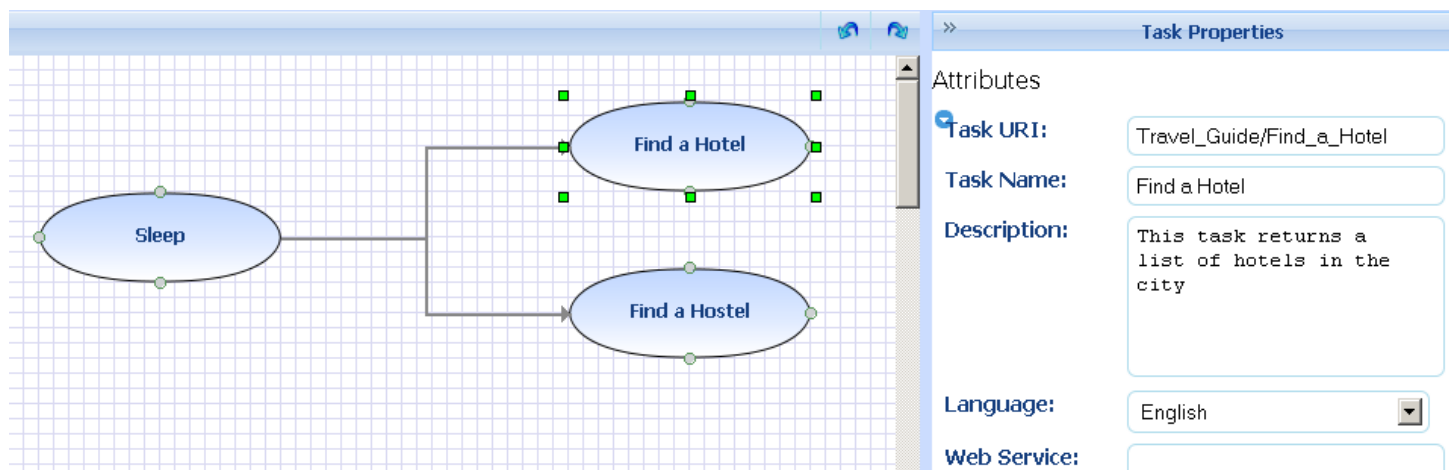 Task Properties
Attributes
Task URI:
Travel_Guide/Find_a_Hotel
Task Name:
Find a Hotel
Description:
This task returns a
list of hotels in the
city
Language:
English
Web Service:
Find a Hotel
Sleep
Find a Hostel